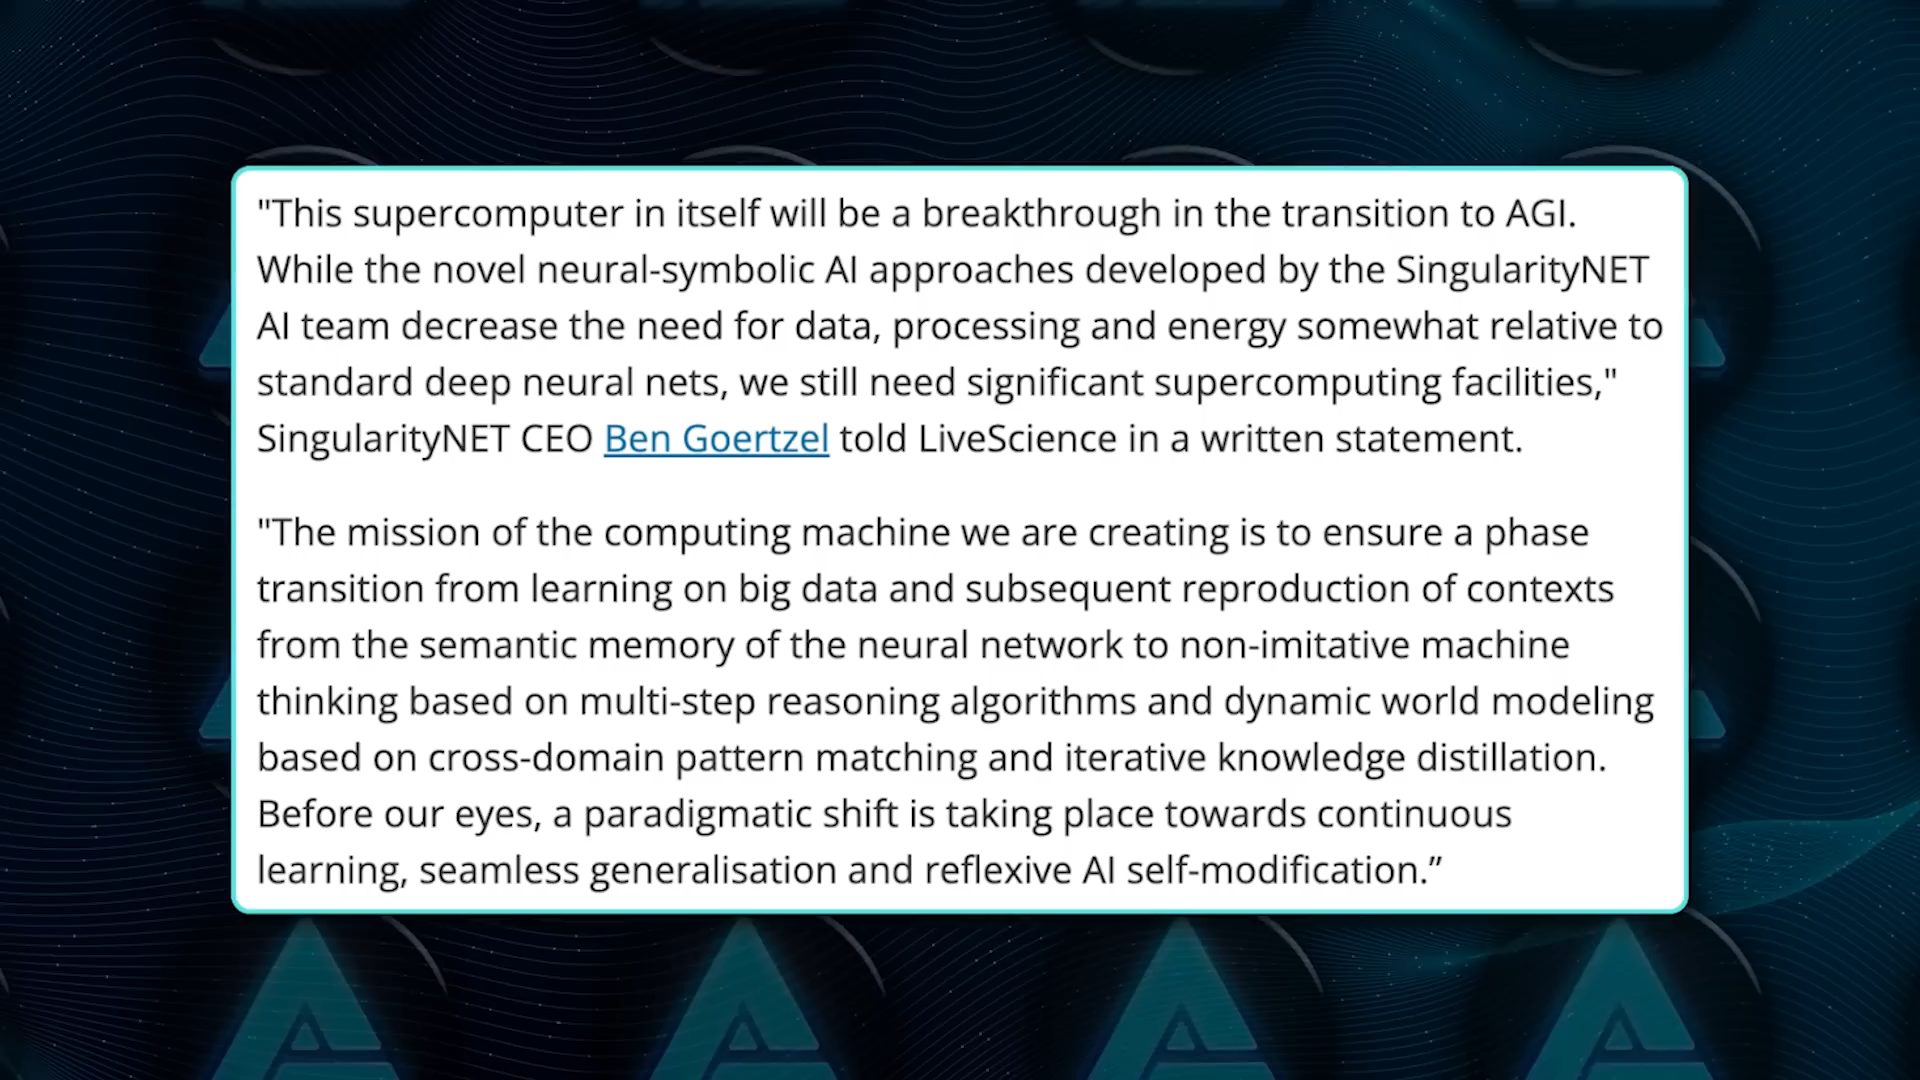 "This supercomputer in itself will be a breakthrough in the transition to AGI.
While the novel neural-symbolic AI approaches developed by the SingularityNET
AI team decrease the need for data, processing and energy somewhat relative to
standard deep neural nets, we still need significant supercomputing facilities,"
SingularityNET CEO Ben Goertzel told LiveScience in a written statement.
"The mission of the computing machine we are creating is to ensure a phase
transition from learning on big data and subsequent reproduction of contexts
from the semantic memory of the neural network to non-imitative machine
thinking based on multi-step reasoning algorithms and dynamic world modeling
based on cross-domain pattern matching and iterative knowledge distillation.
Before our eyes, a paradigmatic shift is taking place towards continuous
learning, seamless generalisation and reflexive AI self-modification.”